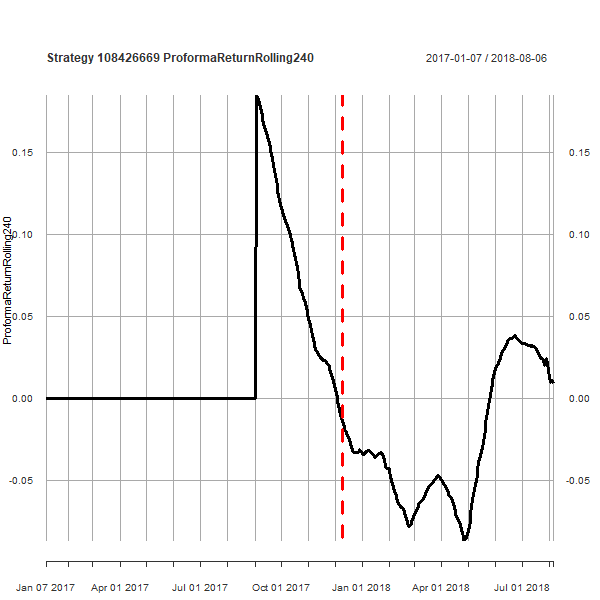 Strategy 108426669 ProformaReturnRolling240
2017-01-07 / 2018-08-06
0.15
0.15
0.10
0.10
0.05
0.05
0.00
0.00
-0.05
-0.05
ProformaReturnRolling240
Jan 07 2017
Apr 01 2017
Jul 01 2017
Oct 01 2017
Jan 01 2018
Apr 01 2018
Jul 01 2018